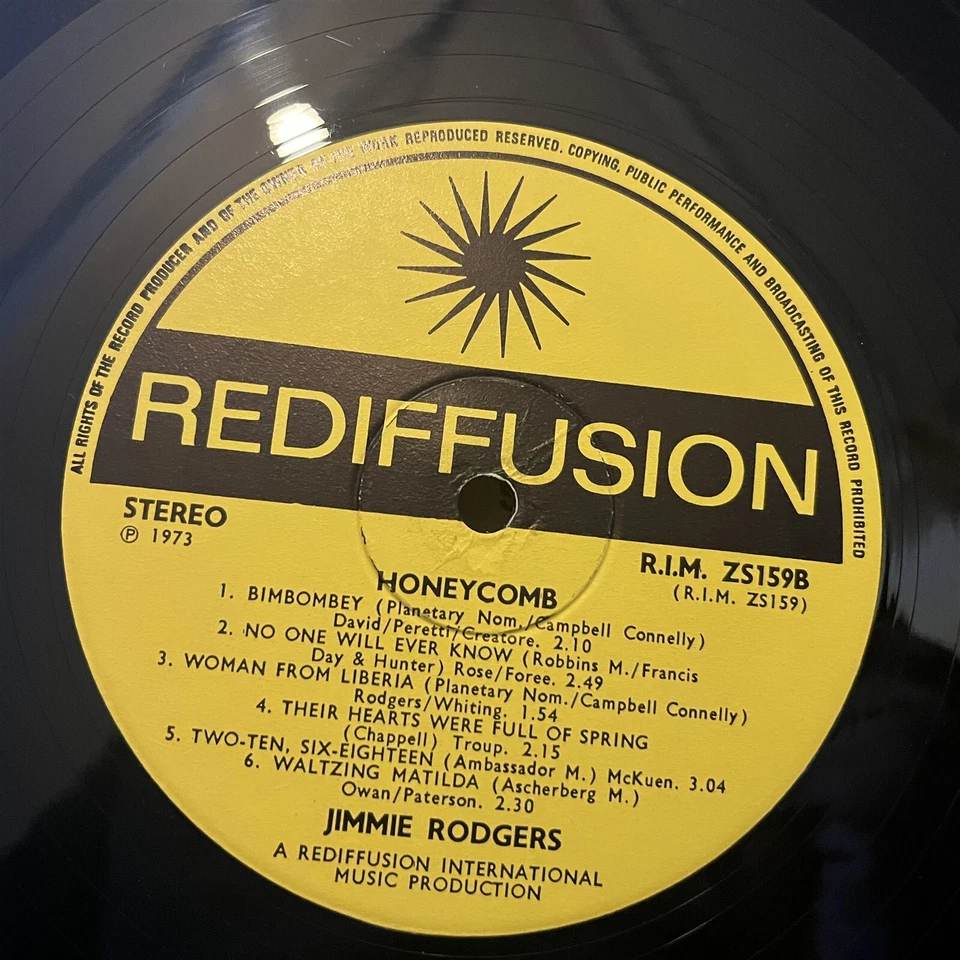 ALL RIGHTS OF THE RECORD PRODUCER AND OF THE OWNER OF THE WORK REPRODUCED RESERVED. COPYING, PUBLIC PERFORMANCE AND BROADCASTING OF THIS RECORD PROHIBITED
REDIFFUSION
STEREO
Ⓟ 1973
R.I.M. ZS159B
(R.I.M. ZS159)
HONEYCOMB
1. BIMBOMBEY (Planetary Nom./Campbell Connelly)
David/Peretti/Creatore. 2.10
2. NO ONE WILL EVER KNOW (Robbins M./Francis
Day & Hunter) Rose/Foree. 2.49
3. WOMAN FROM LIBERIA (Planetary Nom./Campbell Connelly)
Rodgers/Whiting. 1.54
4. THEIR HEARTS WERE FULL OF SPRING
(Chappell) Troup. 2.15
5. TWO-TEN, SIX-EIGHTEEN (Ambassador M.) McKuen. 3.04
6. WALTZING MATILDA (Ascherberg M.)
Owan/Paterson. 2.30
JIMMIE RODGERS
A REDIFFUSION INTERNATIONAL
MUSIC PRODUCTION